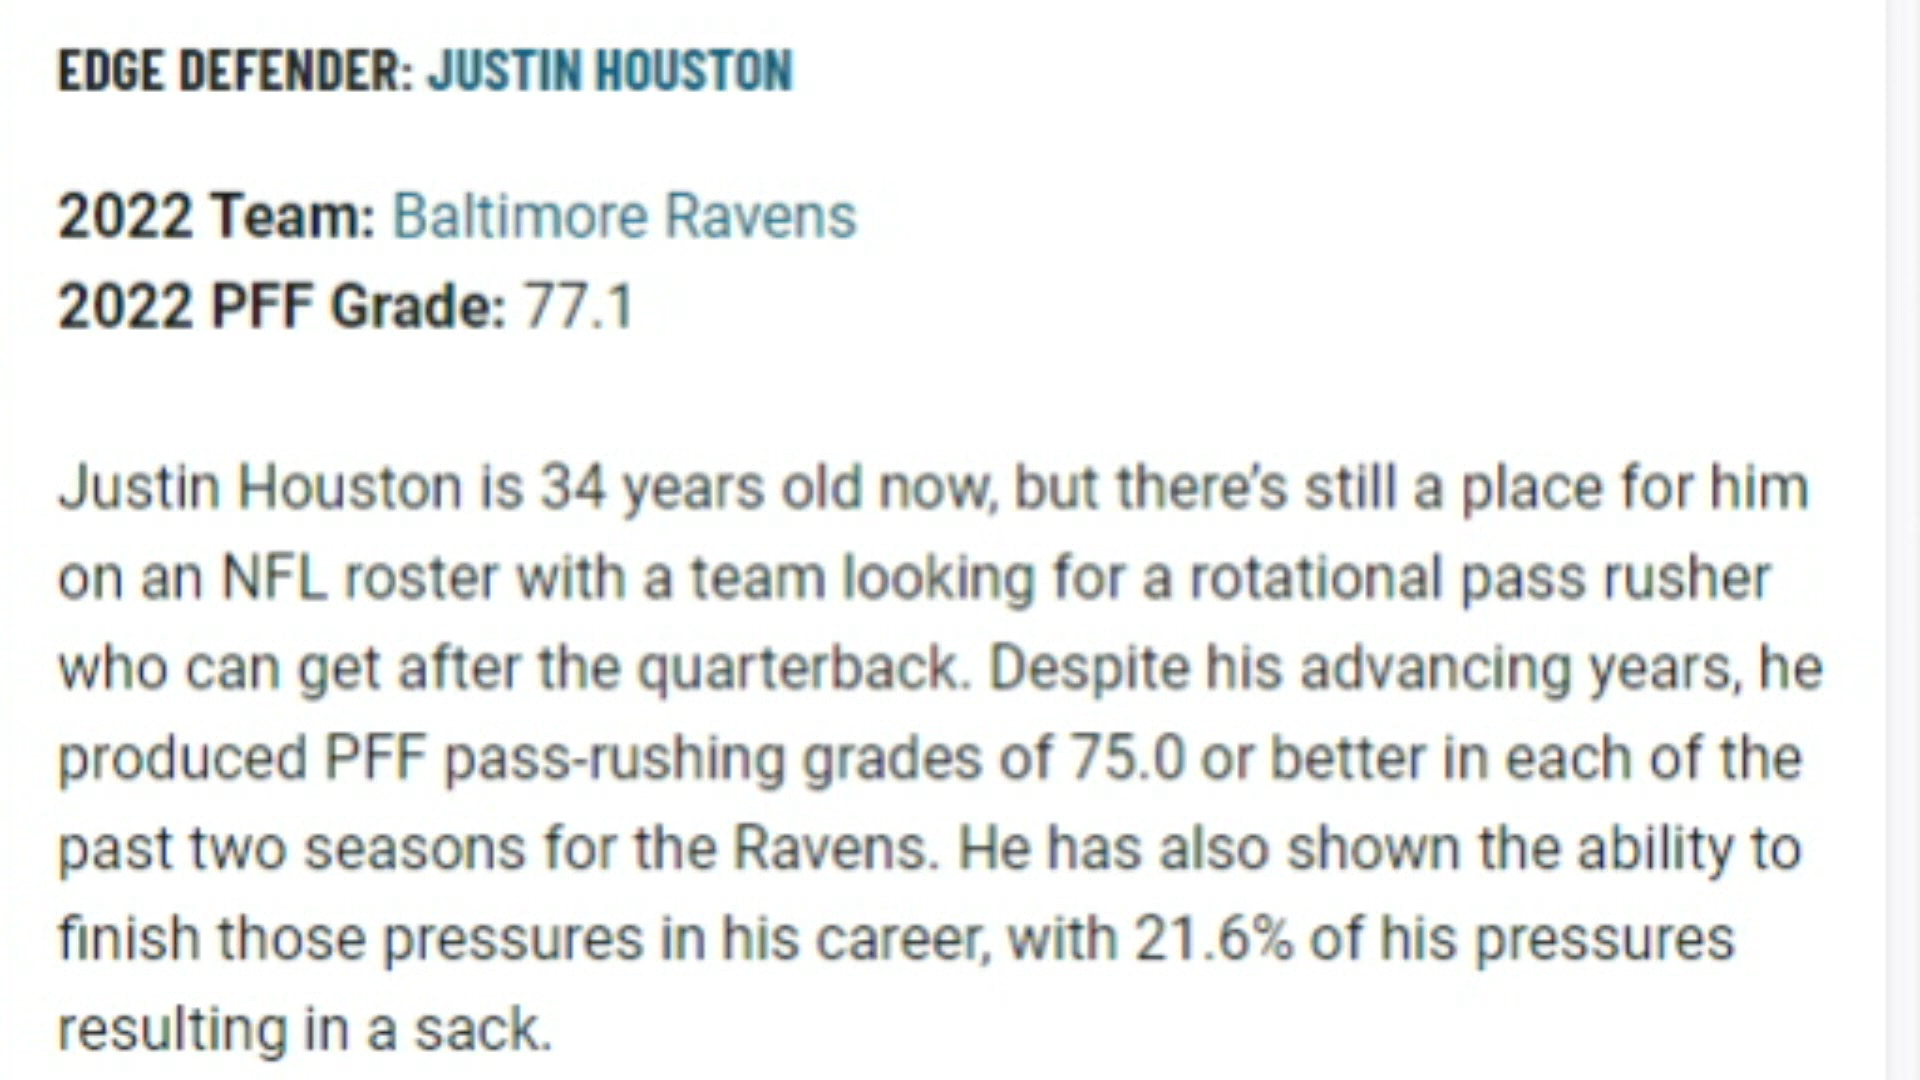 EDGE DEFENDER: JUSTIN HOUSTON
2022 Team: Baltimore Ravens
2022 PFF Grade: 77.1
Justin Houston is 34 years old now, but there’s still a place for him
on an NFL roster with a team looking for a rotational pass rusher
who can get after the quarterback. Despite his advancing years, he
produced PFF pass-rushing grades of 75.0 or better in each of the
past two seasons for the Ravens. He has also shown the ability to
finish those pressures in his career, with 21.6% of his pressures
resulting in a sack.